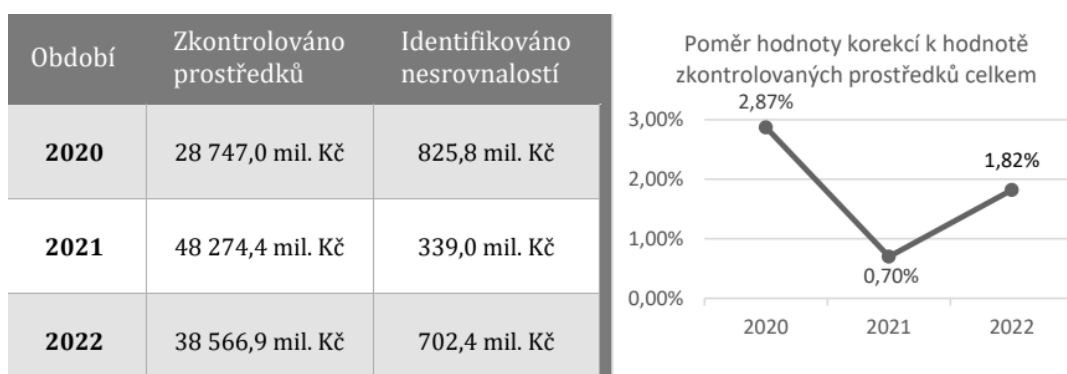 Období
Zkontrolováno
prostředků
Identifikováno
nesrovnalostí
2020
28 747,0 mil. Kč
825,8 mil. Kč
2021
48 274,4 mil. Kč
339,0 mil. Kč
2022
38 566,9 mil. Kč
702,4 mil. Kč
Poměr hodnoty korekcí k hodnotě
zkontrolovaných prostředků celkem
2,87%
3,00%
1,82%
2,00%
1,00%
0,70%
0,00%
2020 2021 2022